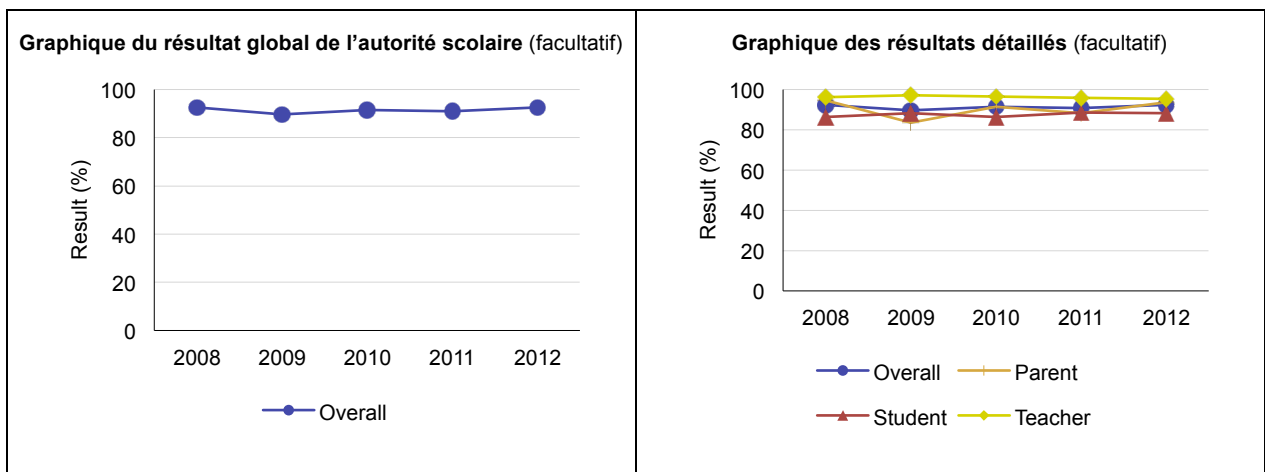 Graphique du résultat global de l’autorité scolaire (facultatif)
Result (%)
100
80
60
40
20
0
2008 2009 2010 2011 2012
Overall
Graphique des résultats détaillés (facultatif)
Result (%)
100
80
60
40
20
0
2008 2009 2010 2011 2012
Overall Parent
Student Teacher